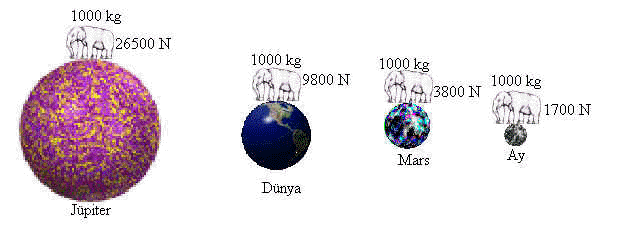 1000 kg
26500 N
Jüpiter
1000 kg
9800 N
Dünya
1000 kg
3800 N
Mars
1000 kg
1700 N
Ay